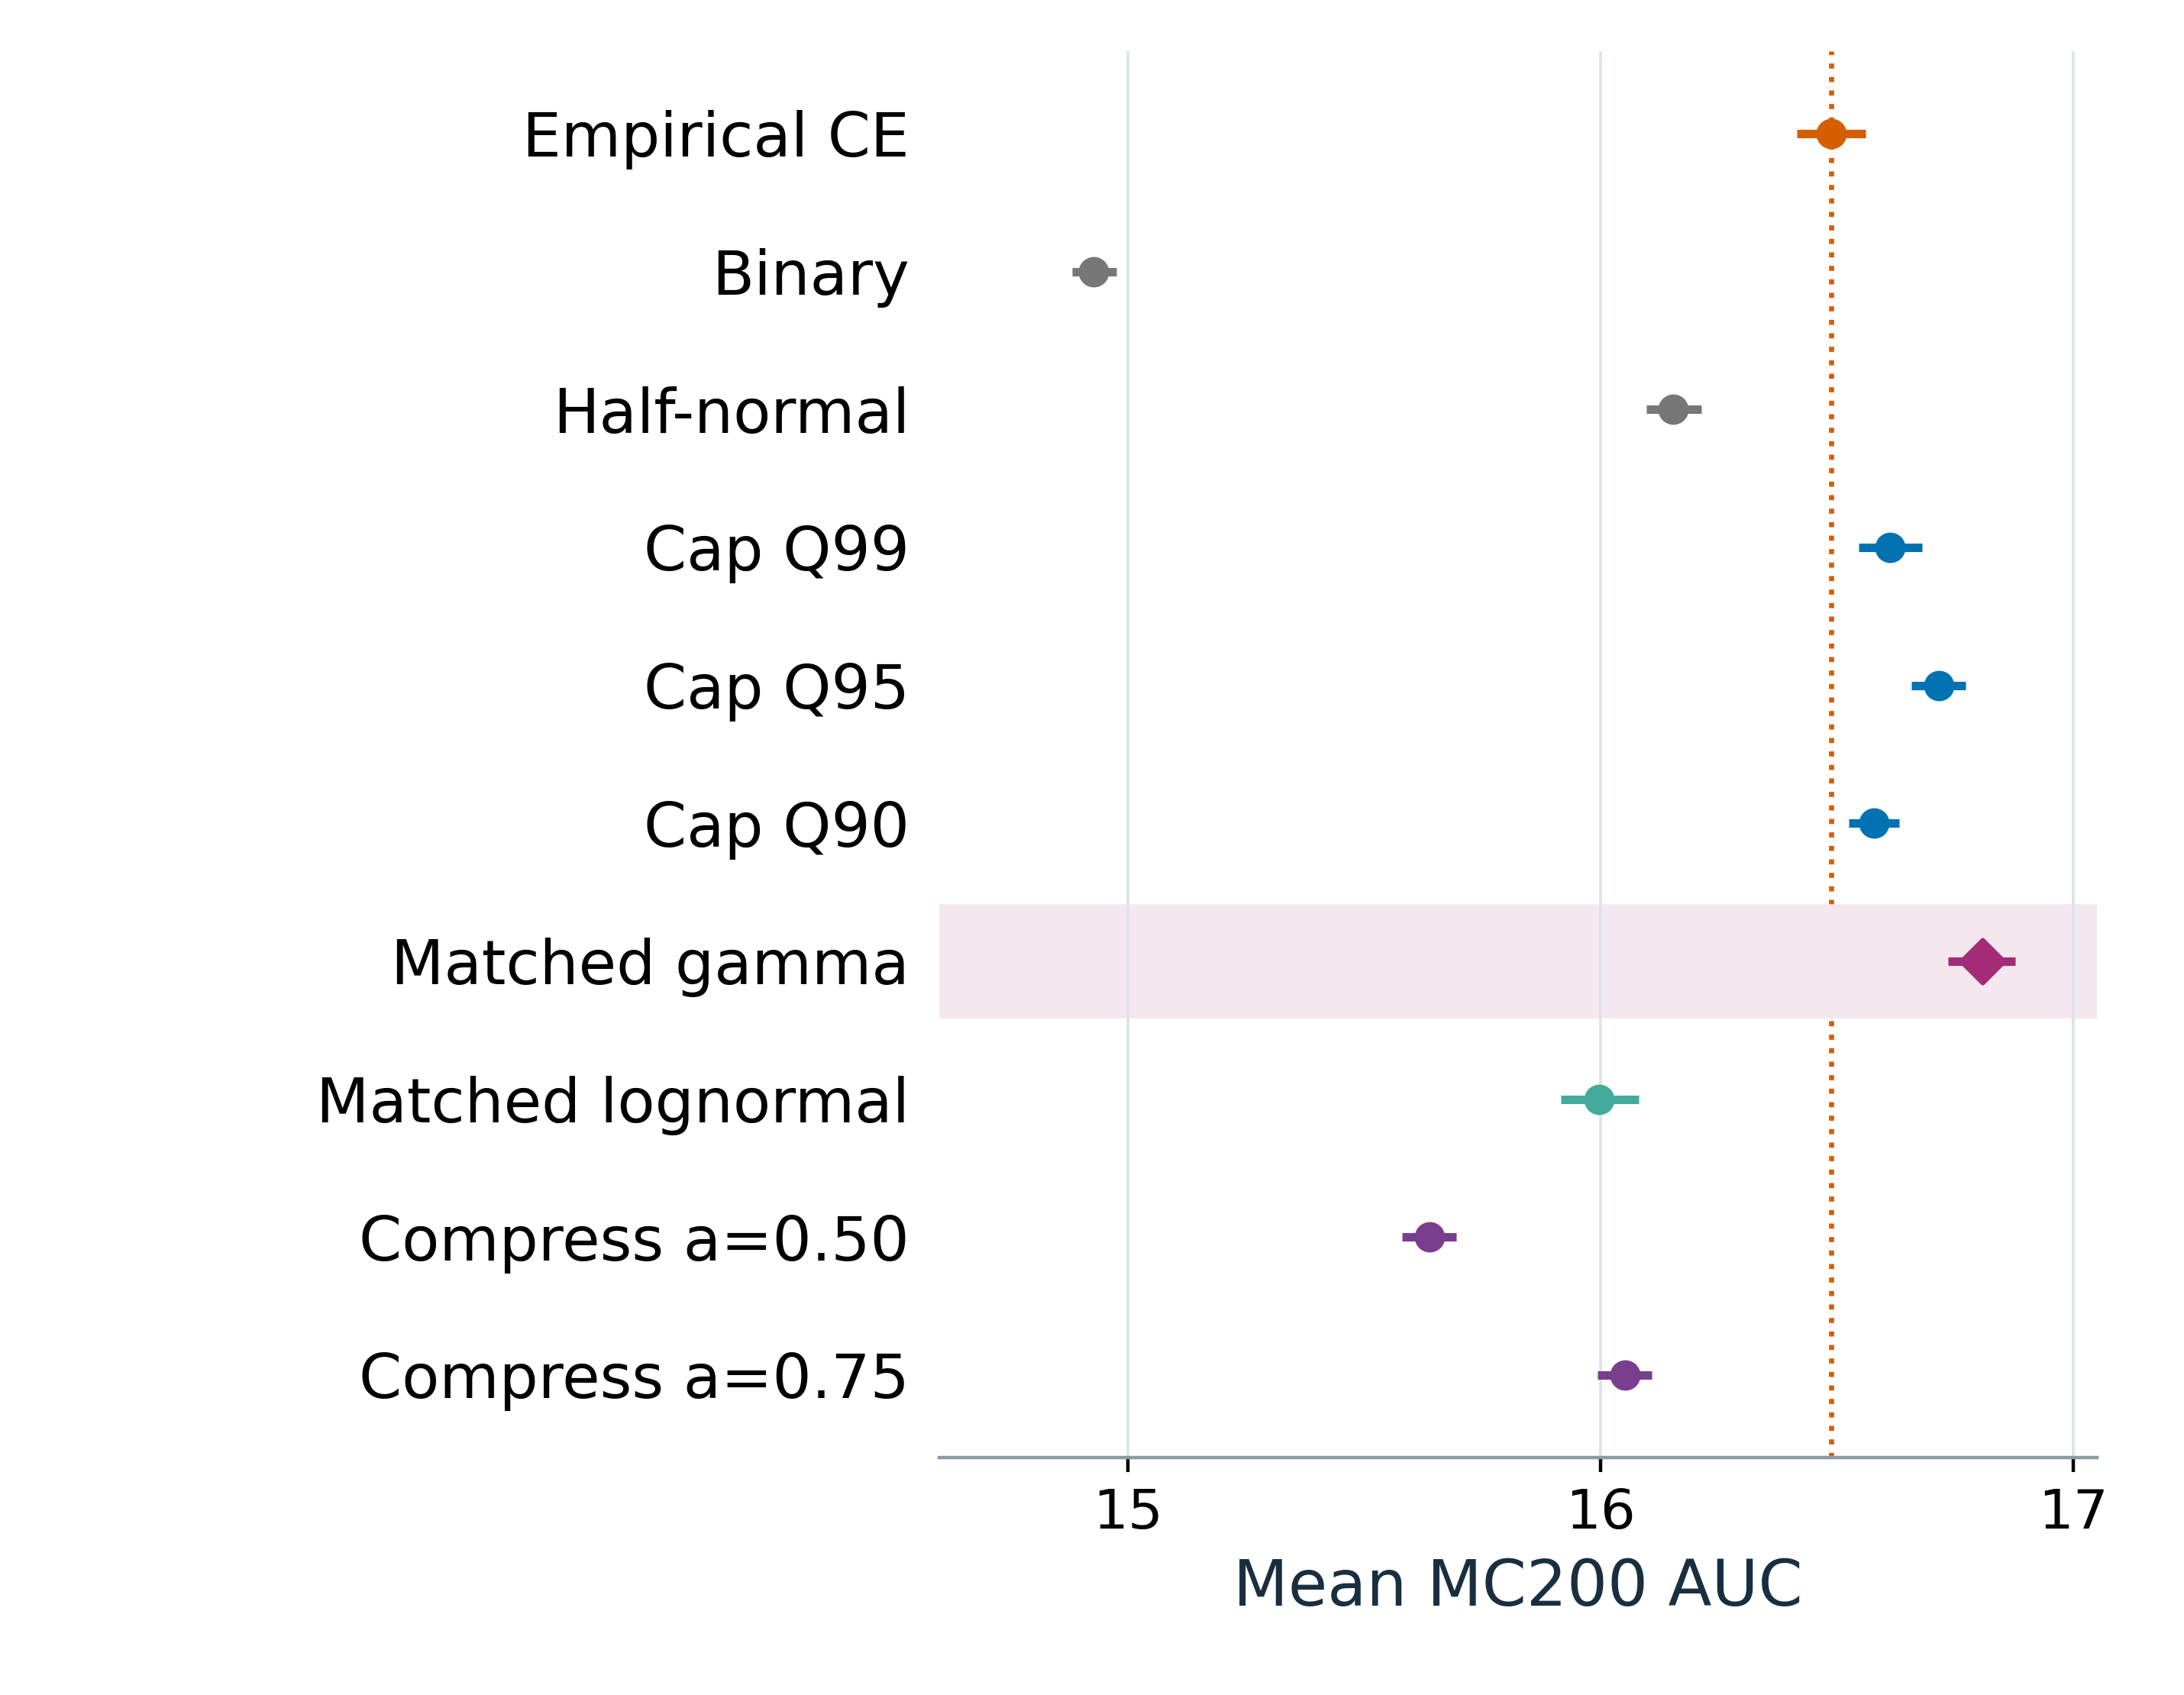 Empirical CE
Binary
Half-normal
Cap Q99
Cap Q95
Cap Q90
Matched gamma
Matched lognormal
Compress a=0.50
Compress a=0.75
15 16 17
Mean MC200 AUC